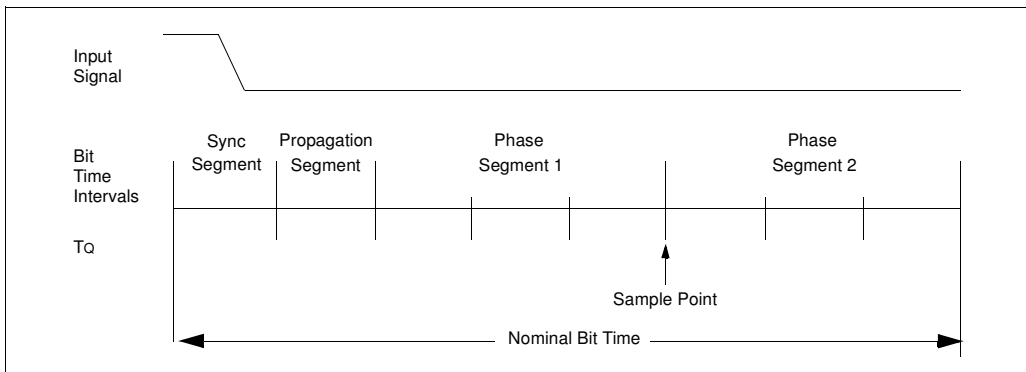 Input
Signal
Bit
Time
Intervals
Sync
Segment
Propagation
Segment
Phase
Segment 1
Phase
Segment 2
TQ
Sample Point
Nominal Bit Time